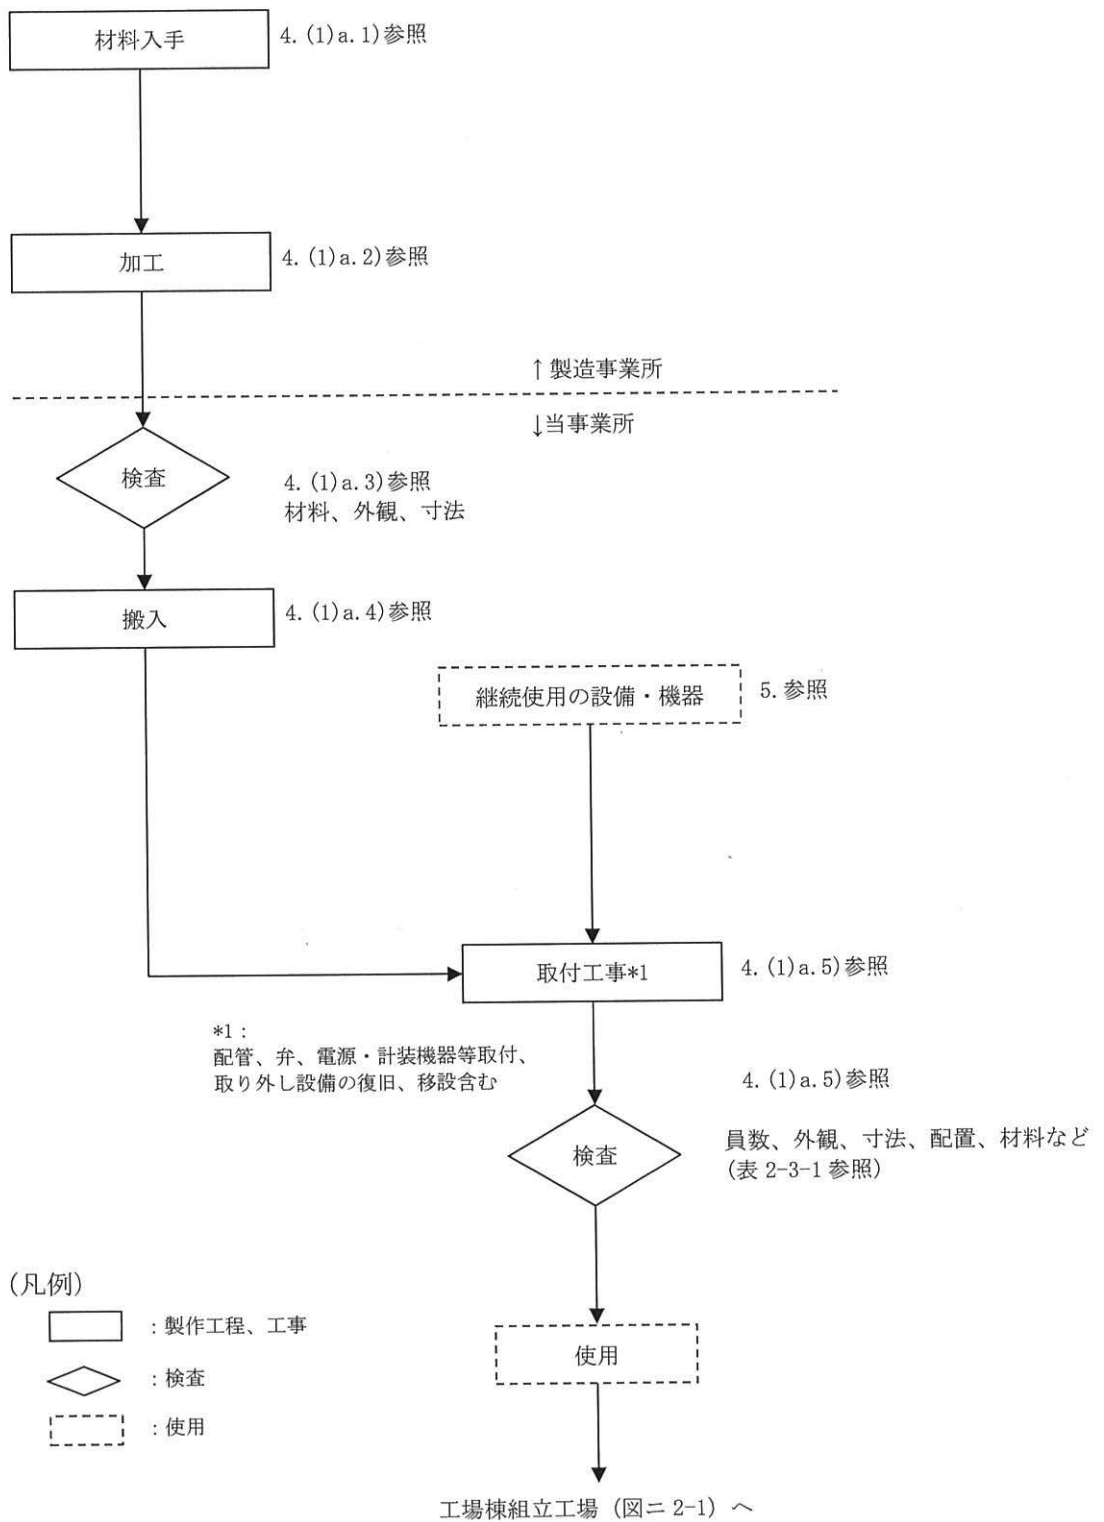 材料入手
4. (1)a.1)参照
加工
4. (1)a.2)参照
↑製造事業所
↓当事業所
検査
4. (1)a.3)参照
材料、外観、寸法
搬入
4. (1)a.4)参照
継続使用の設備・機器
5.参照
取付工事*1
4. (1)a.5)参照
*1:
配管、弁、電源・計装機器等取付、
取り外し設備の復旧、移設含む
4. (1)a.5)参照
検査
員数、外観、寸法、配置、材料など
(表 2-3-1 参照)
使用
工場棟組立工場 (図ニ 2-1) へ
(凡例)
:製作工程、工事
:検査
:使用